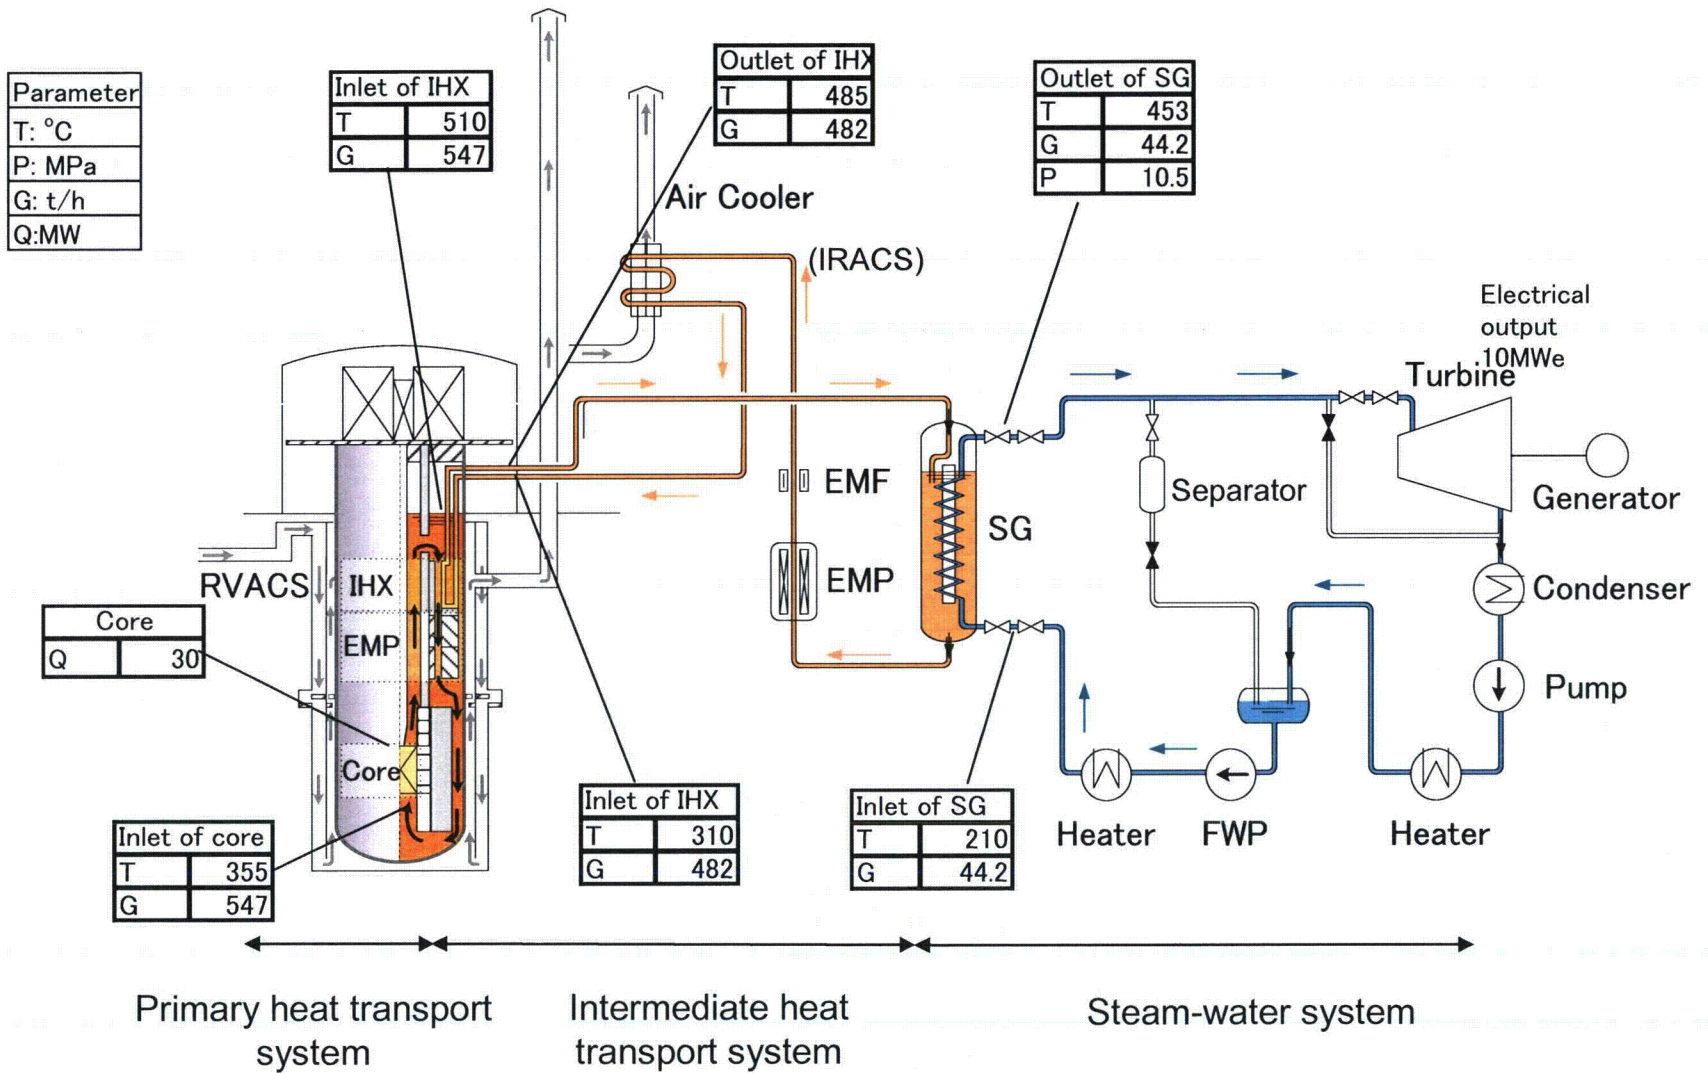 Parameter
T: °C
P: MPa
G: t/h
Q:MW
Inlet of IHX
T 510
G 547
Outlet of IHX
T 485
G 482
Outlet of SG
T 453
G 44.2
P 10.5
Air Cooler
(IRACS)
Electrical
output
10MWe
Turbine
EMF
Separator
SG
Generator
EMP
RVACS
IHX
Condenser
Core
Q 30
EMP
Pump
Core
Inlet of IHX
T 310
G 482
Inlet of SG
T 210
G 44.2
Heater
FWP
Heater
Inlet of core
T 355
G 547
Primary heat transport
system
Intermediate heat
transport system
Steam-water system